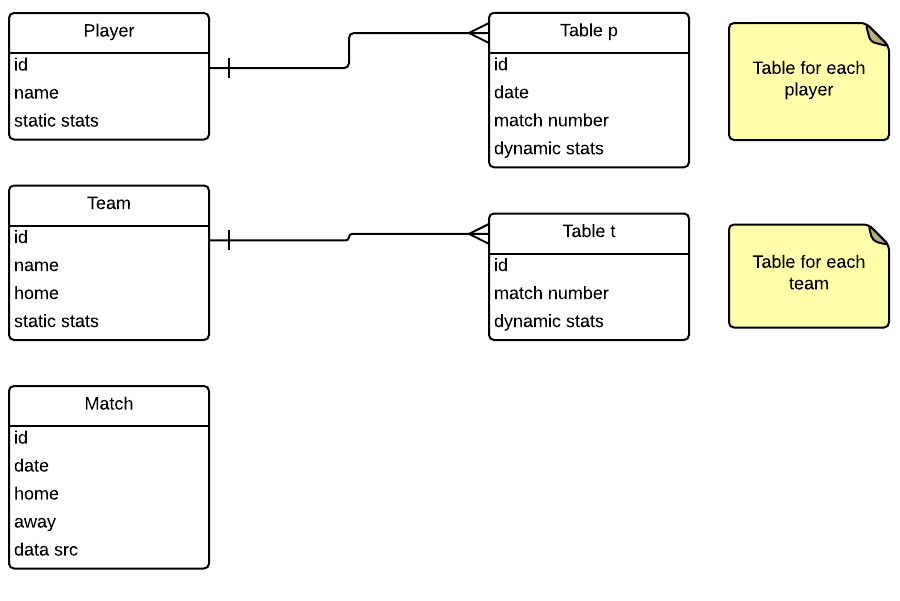 Player
id
name
static stats
Table p
id
date
match number
dynamic stats
Table for each
player
Team
id
name
home
static stats
Table t
id
match number
dynamic stats
Table for each
team
Match
id
date
home
away
data src